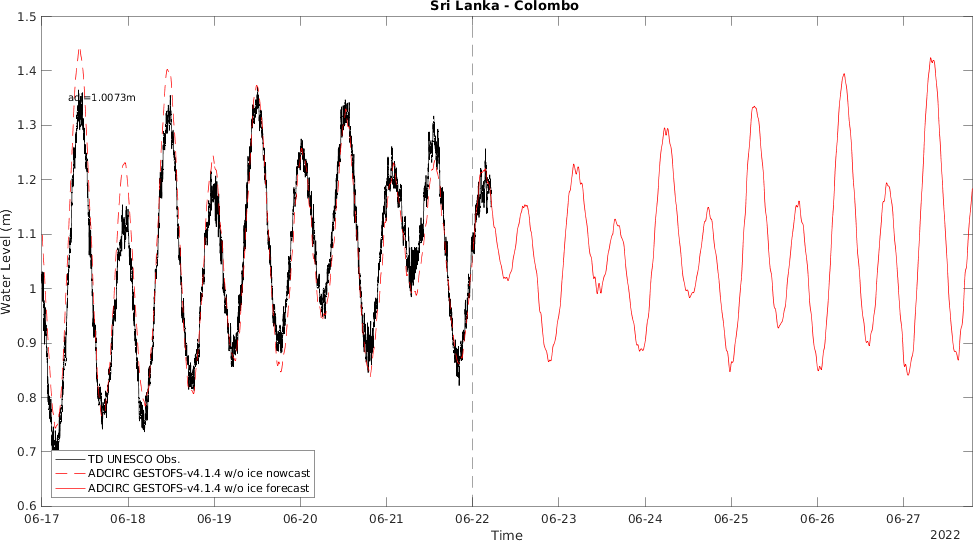 Sri Lanka - Colombo
1.5
1.4
1.3
1.2
1.1
1
0.9
0.8
0.7
0.6
Water Level (m)
=1.0073m
TD UNESCO Obs.
ADCIRC GESTOFS-v4.1.4 w/o ice nowcast
ADCIRC GESTOFS-v4.1.4 w/o ice forecast
06-17 06-18 06-19 06-20 06-21 06-22 06-23 06-24 06-25 06-26 06-27
Time
2022